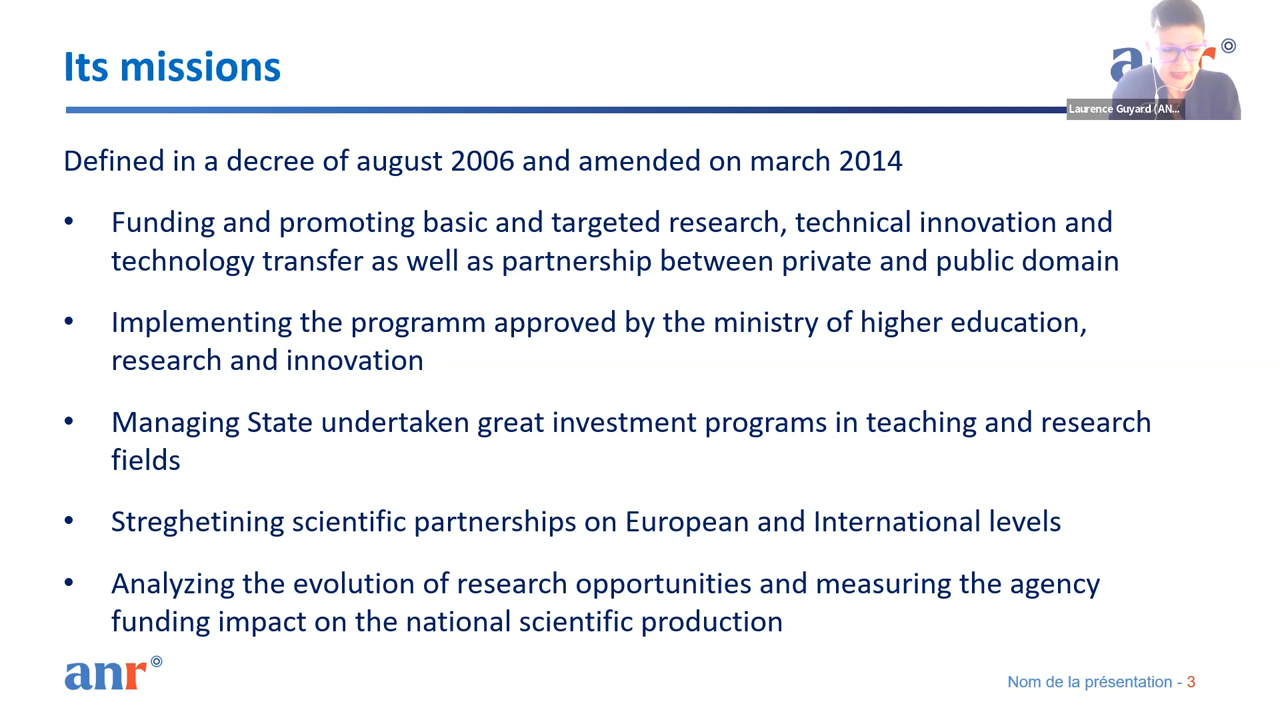 Its missions
anr
Laurence Guyard (AN...
Defined in a decree of august 2006 and amended on march 2014
• Funding and promoting basic and targeted research, technical innovation and
technology transfer as well as partnership between private and public domain
• Implementing the programm approved by the ministry of higher education,
research and innovation
• Managing State undertaken great investment programs in teaching and research
fields
• Streghetining scientific partnerships on European and International levels
• Analyzing the evolution of research opportunities and measuring the agency
funding impact on the national scientific production
anr
Nom de la présentation - 3